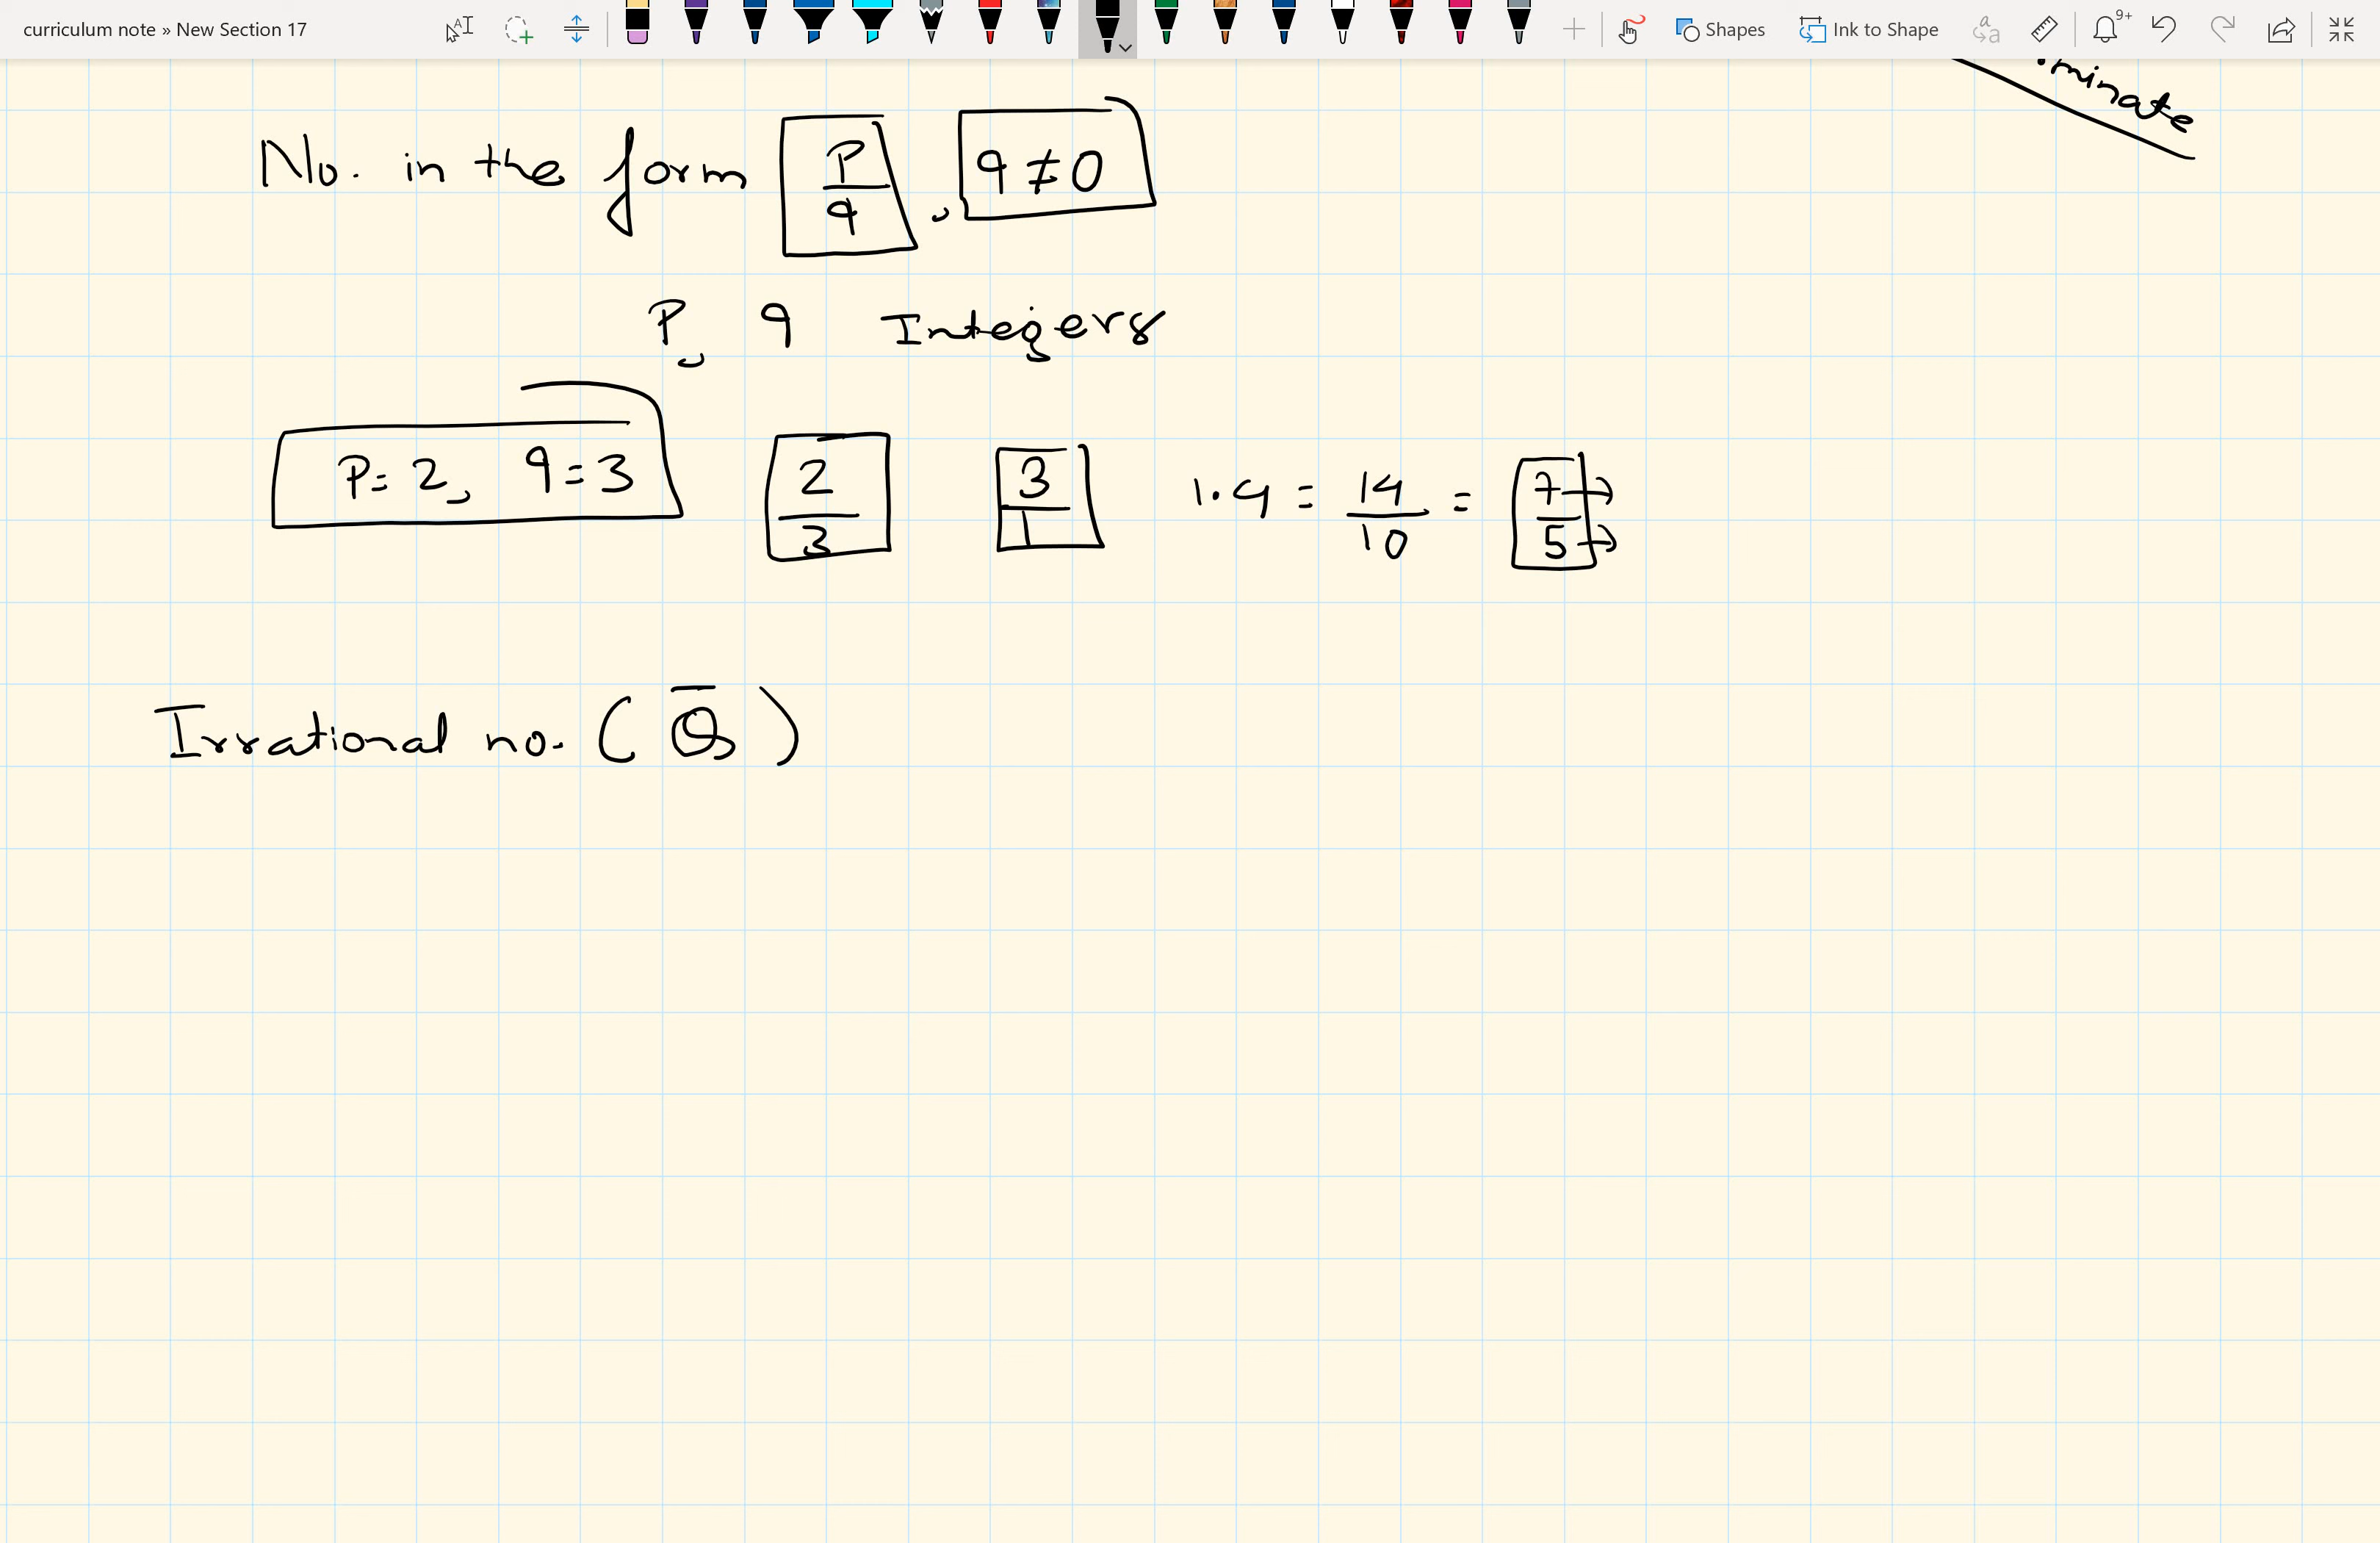 curriculum note » New Section 17
Shapes
Ink to Shape
9+
No. in the form P/q, q ≠ 0
P, q Integers
P = 2, q = 3 2/3 3/1 1.4 = 14/10 = 7/5
Irrational no. (Q̅)